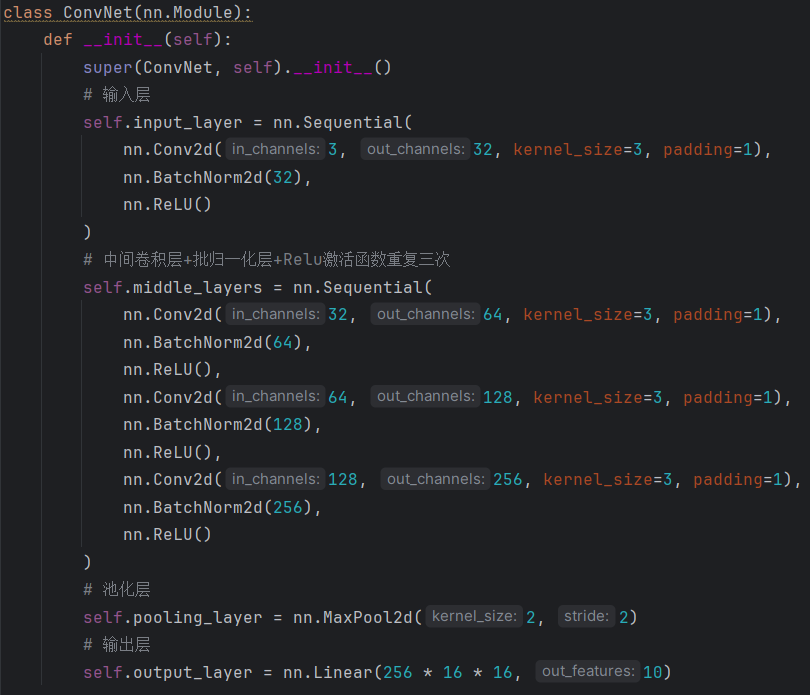 class ConvNet(nn.Module):
    def __init__(self):
        super(ConvNet, self).__init__()
        # 输入层
        self.input_layer = nn.Sequential(
            nn.Conv2d( in_channels: 3,  out_channels: 32, kernel_size=3, padding=1),
            nn.BatchNorm2d(32),
            nn.ReLU()
        )
        # 中间卷积层+批归一化层+Relu激活函数重复三次
        self.middle_layers = nn.Sequential(
            nn.Conv2d( in_channels: 32,  out_channels: 64, kernel_size=3, padding=1),
            nn.BatchNorm2d(64),
            nn.ReLU(),
            nn.Conv2d( in_channels: 64,  out_channels: 128, kernel_size=3, padding=1),
            nn.BatchNorm2d(128),
            nn.ReLU(),
            nn.Conv2d( in_channels: 128,  out_channels: 256, kernel_size=3, padding=1),
            nn.BatchNorm2d(256),
            nn.ReLU()
        )
        # 池化层
        self.pooling_layer = nn.MaxPool2d( kernel_size: 2,  stride: 2)
        # 输出层
        self.output_layer = nn.Linear(256 * 16 * 16,  out_features: 10)